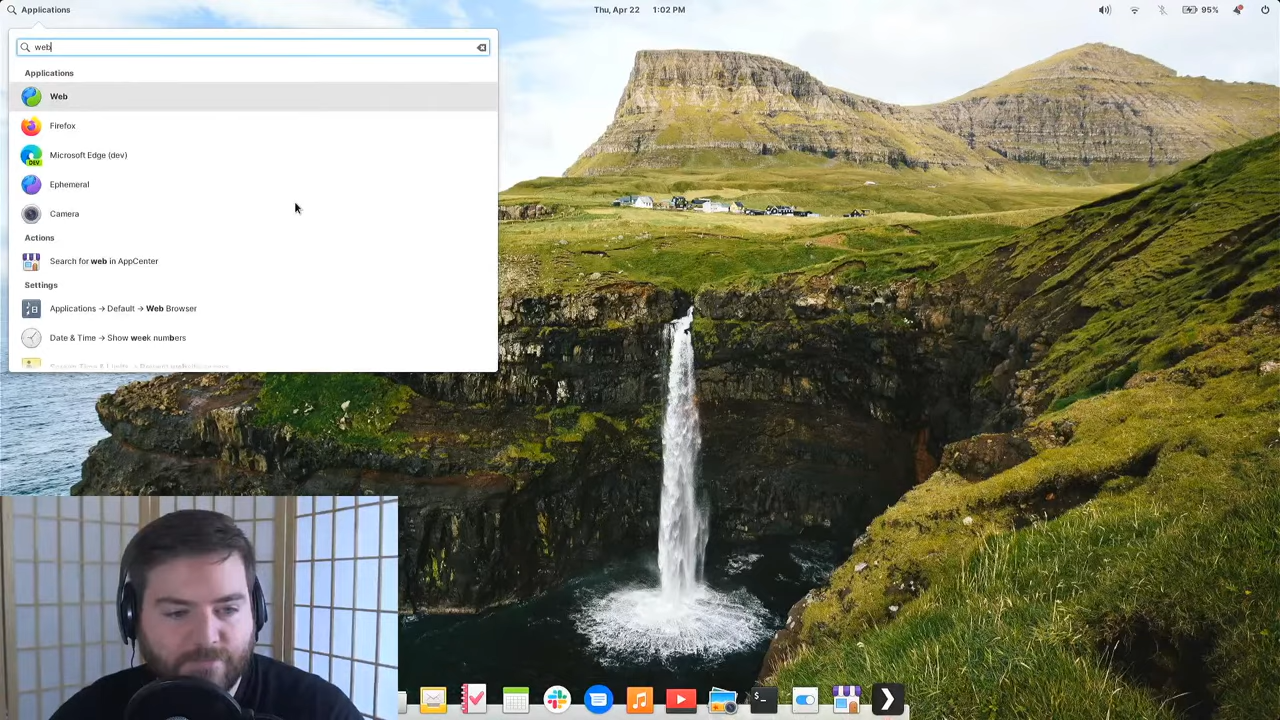 Applications
Thu, Apr 22 1:02 PM
95%
web
Applications
Web
Firefox
Microsoft Edge (dev)
DEV
Ephemeral
Camera
Actions
Search for web in AppCenter
Settings
Applications → Default → Web Browser
Date & Time → Show week numbers